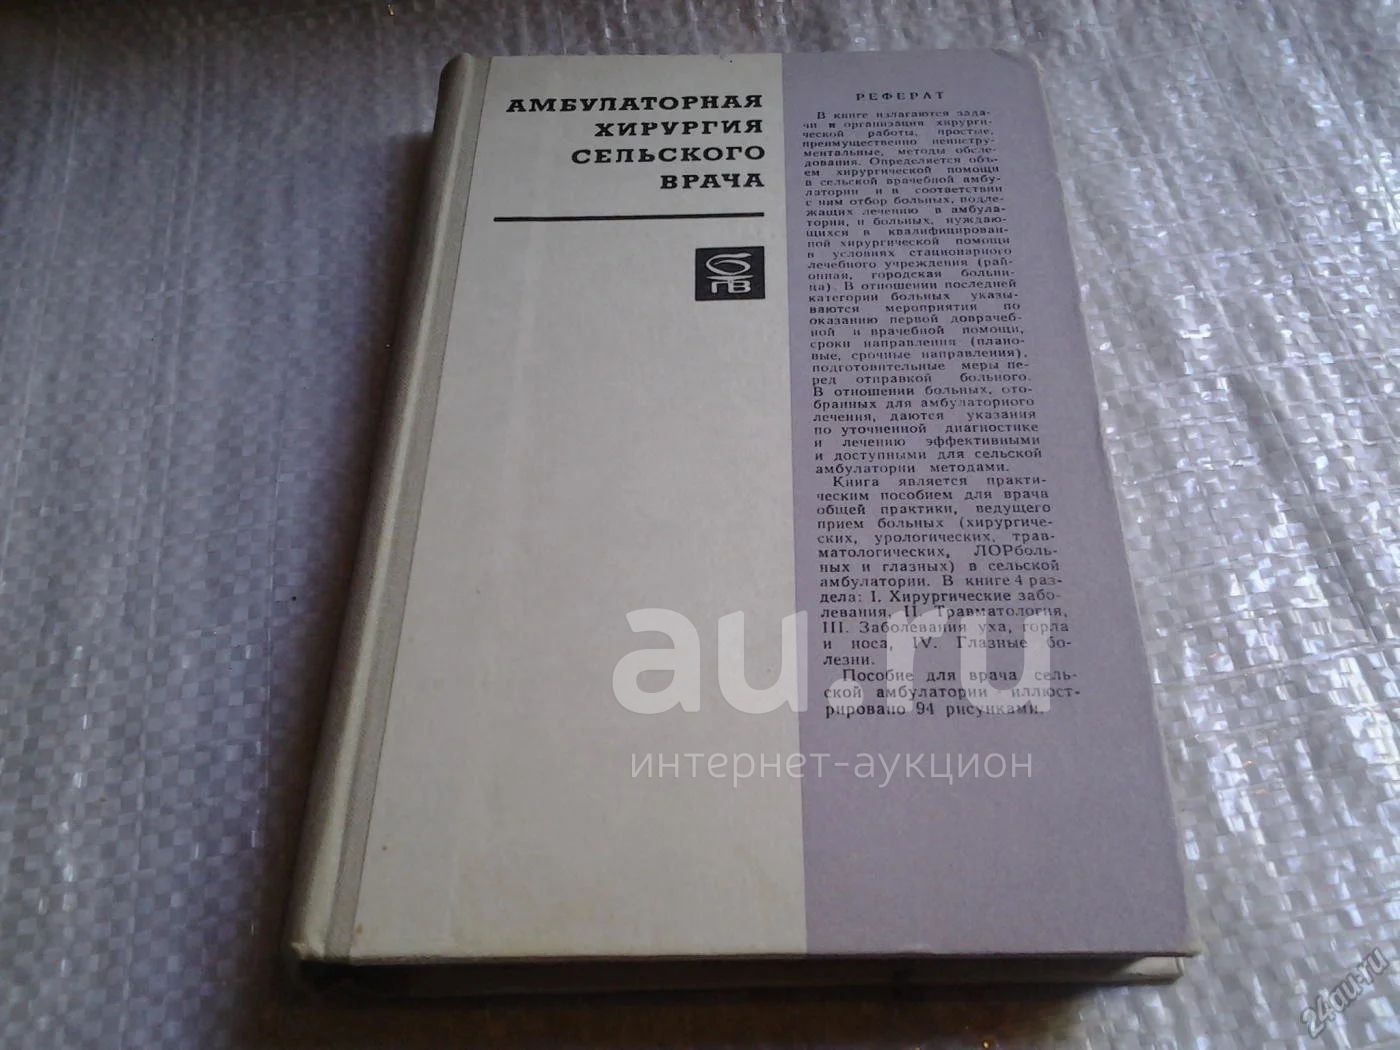 АМБУЛАТОРНАЯ
ХИРУРГИЯ
СЕЛЬСКОГО
ВРАЧА
б
ПВ
РЕФЕРАТ
В книге излагаются зада-
чи и организация хирурги-
ческой работы, простые,
преимущественно неинстру-
ментальные, методы обсле-
дования. Определяется объ-
ем хирургической помощи
в сельской врачебной амбу-
латории и в соответствии
с ним отбор больных, подле-
жащих лечению в амбула-
тории, и больных, нуждаю-
щихся в квалифицирован-
ной хирургической помощи
в условиях стационарного
лечебного учреждения (рай-
онная, городская больни-
ца). В отношении последней
категории больных указы-
ваются мероприятия по
оказанию первой доврачеб-
ной и врачебной помощи,
сроки направления (плано-
вые, срочные направления),
подготовительные меры пе-
ред отправкой больного.
В отношении больных, ото-
бранных для амбулаторного
лечения, даются указания
по уточненной диагностике
и лечению эффективными
и доступными для сельской
амбулатории методами.
Книга является практи-
ческим пособием для врача
общей практики, ведущего
прием больных (хирургиче-
ских, урологических, трав-
матологических, ЛОРболь-
ных и глазных) в сельской
амбулатории. В книге 4 раз-
дела: I. Хирургические забо-
левания, II. Травматология,
III. Заболевания уха, горла
и носа, IV. Глазные бо-
лезни.
Пособие для врача сель-
ской амбулатории иллюст-
рировано 94 рисунками.
au.ru
интернет-аукцион
24au.ru